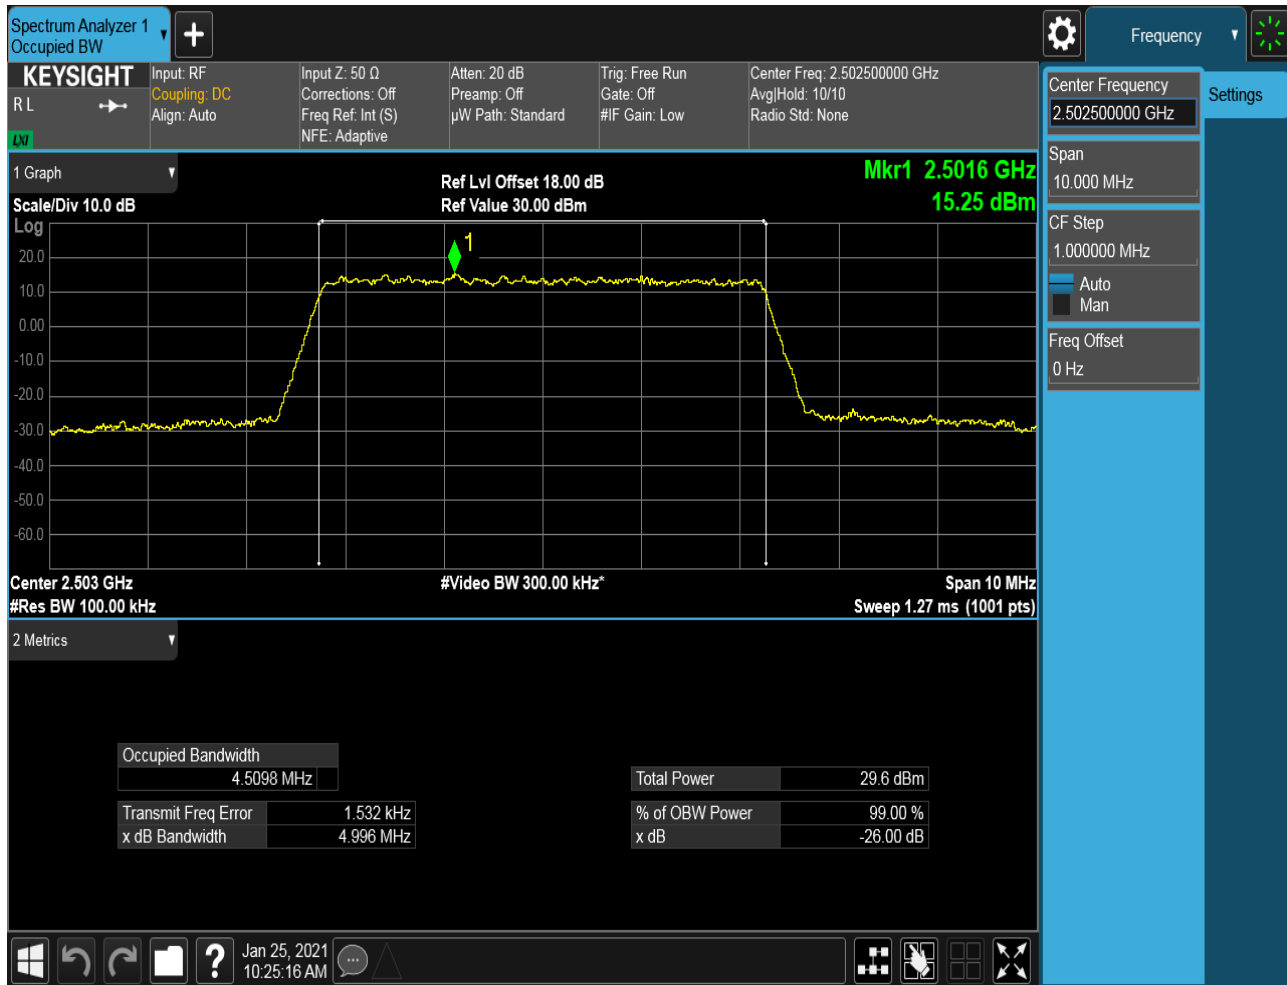 Spectrum Analyzer 1
Occupied BW
+
Frequency
KEYSIGHT
R L
LXI
Input: RF
Coupling: DC
Align: Auto
Input Z: 50 Ω
Corrections: Off
Freq Ref: Int (S)
NFE: Adaptive
Atten: 20 dB
Preamp: Off
µW Path: Standard
Trig: Free Run
Gate: Off
#IF Gain: Low
Center Freq: 2.502500000 GHz
Avg|Hold: 10/10
Radio Std: None
Center Frequency
2.502500000 GHz
Settings
Span
10.000 MHz
CF Step
1.000000 MHz
Auto
Man
Freq Offset
0 Hz
1 Graph
Scale/Div 10.0 dB
Ref Lvl Offset 18.00 dB
Ref Value 30.00 dBm
Mkr1 2.5016 GHz
15.25 dBm
Log
1
20.0
10.0
0.00
-10.0
-20.0
-30.0
-40.0
-50.0
-60.0
Center 2.503 GHz
#Video BW 300.00 kHz*
Span 10 MHz
#Res BW 100.00 kHz
Sweep 1.27 ms (1001 pts)
2 Metrics
Occupied Bandwidth
4.5098 MHz
Transmit Freq Error 1.532 kHz
x dB Bandwidth 4.996 MHz
Total Power 29.6 dBm
% of OBW Power 99.00 %
x dB -26.00 dB
?
Jan 25, 2021
10:25:16 AM